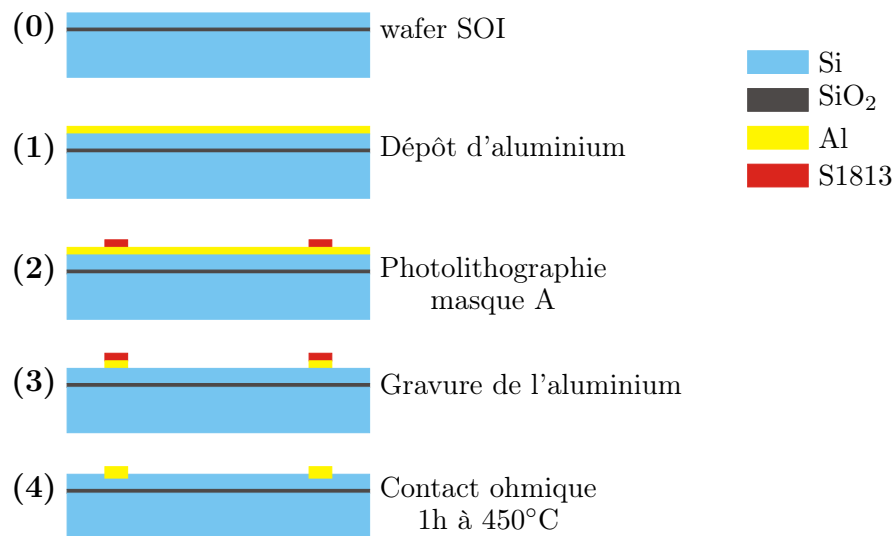 (0)
wafer SOI
(1)
Dépôt d'aluminium
(2)
Photolithographie
masque A
(3)
Gravure de l'aluminium
(4)
Contact ohmique
1h à 450°C
Si
SiO₂
Al
S1813